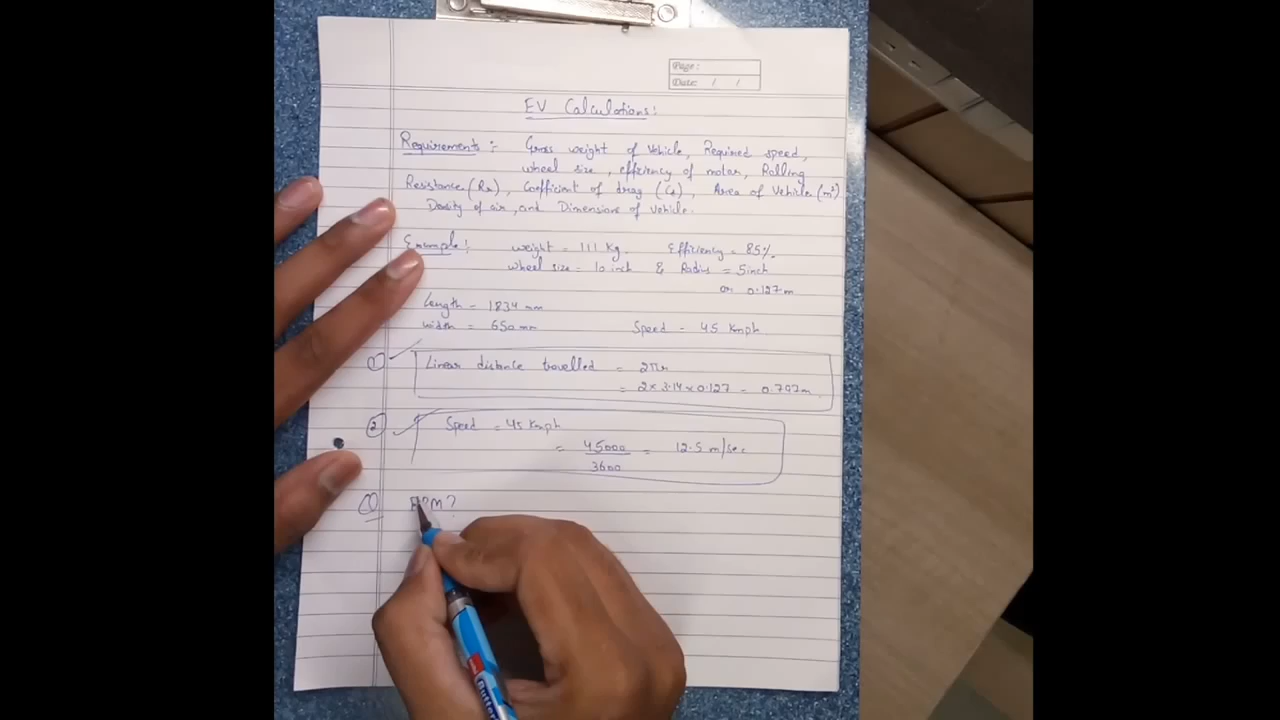 Page:
Date: / /
EV Calculations:
Requirements :- Gross weight of Vehicle, Required speed,
wheel size, efficiency of motor, Rolling
Resistance (Rr), Coefficient of drag (Cd), Area of Vehicle (m²)
Density of air, and Dimensions of Vehicle.
Example: weight = 111 Kg. Efficiency = 85%
wheel size = 10 inch & Radius = 5 inch
or 0.127 m
Length = 1834 mm
width = 650 mm Speed = 45 Kmph
① Linear distance travelled = 2πr
= 2 × 3.14 × 0.127 = 0.797 m
② Speed = 45 Kmph
= 45000 / 3600 = 12.5 m/sec
Q RPM?